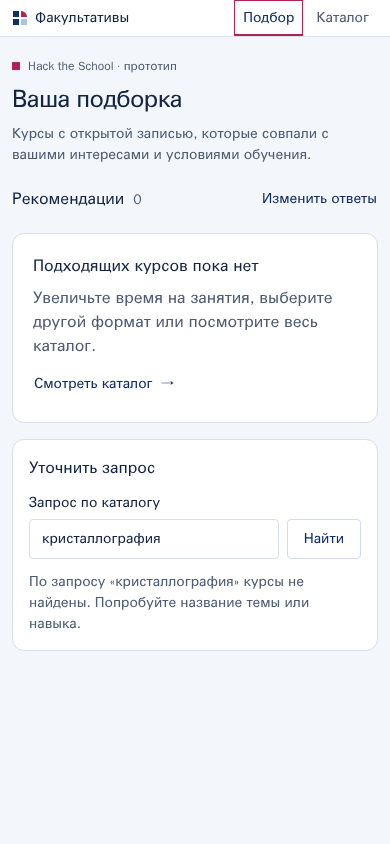 Факультативы
Подбор
Каталог
Hack the School · прототип
Ваша подборка
Курсы с открытой записью, которые совпали с
вашими интересами и условиями обучения.
Рекомендации 0
Изменить ответы
Подходящих курсов пока нет
Увеличьте время на занятия, выберите
другой формат или посмотрите весь
каталог.
Смотреть каталог →
Уточнить запрос
Запрос по каталогу
кристаллография
Найти
По запросу «кристаллография» курсы не
найдены. Попробуйте название темы или
навыка.